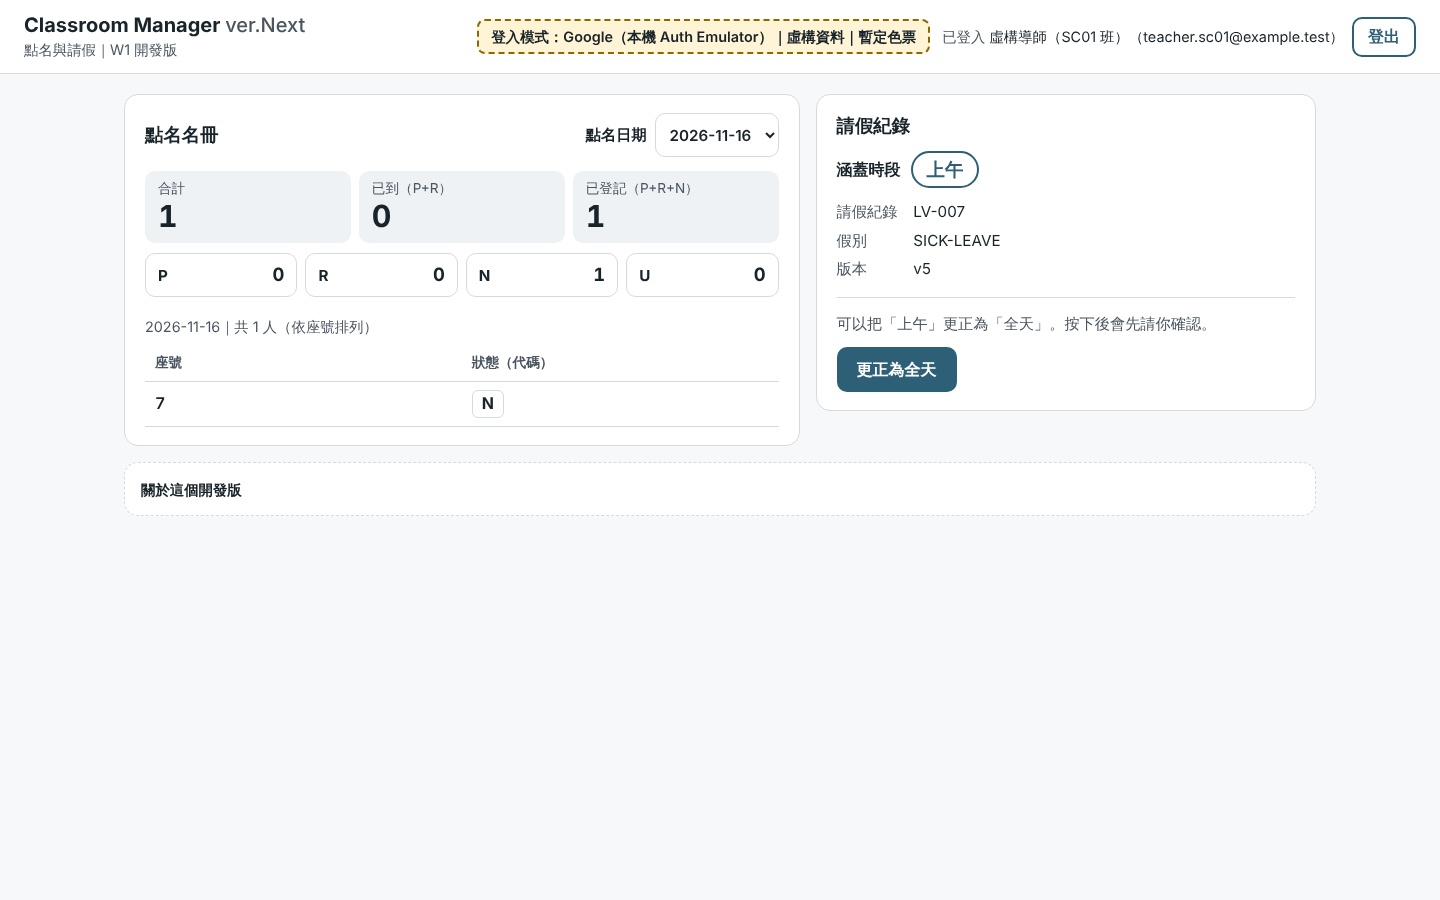 Classroom Manager ver.Next
點名與請假｜W1 開發版
登入模式：Google（本機 Auth Emulator）｜虛構資料｜暫定色票
已登入 虛構導師（SC01 班）（teacher.sc01@example.test）
登出
點名名冊
點名日期 2026-11-16
合計
1
已到（P+R）
0
已登記（P+R+N）
1
P 0
R 0
N 1
U 0
2026-11-16｜共 1 人（依座號排列）
座號 狀態（代碼）
7 N
請假紀錄
涵蓋時段 上午
請假紀錄 LV-007
假別 SICK-LEAVE
版本 v5
可以把「上午」更正為「全天」。按下後會先請你確認。
更正為全天
關於這個開發版